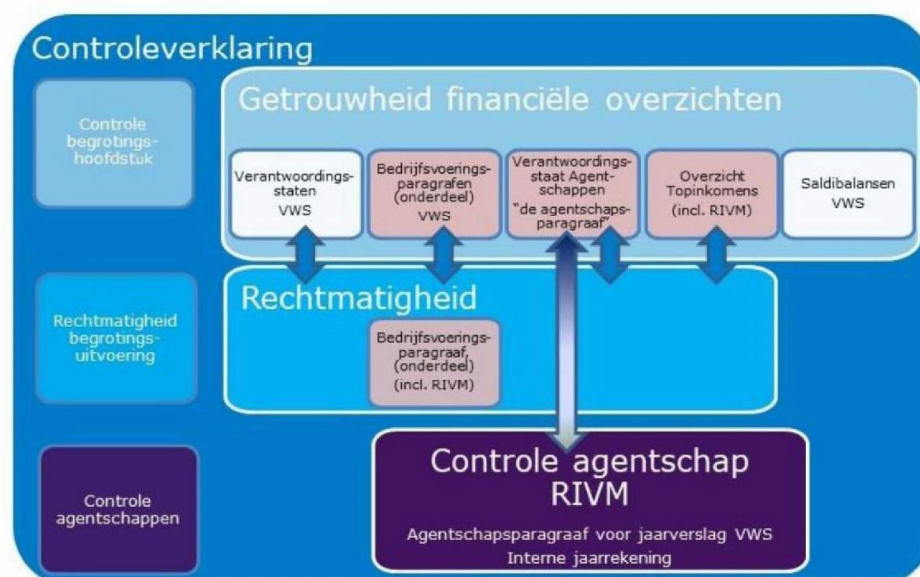 Controleverklaring
Controle
begrotings-
hoofdstuk
Getrouwheid financiële overzichten
Verantwoordings-
staten
VWS
Bedrijfsvoerings-
paragrafen
(onderdeel)
VWS
Verantwoordings-
staat Agent-
schappen
"de agentschaps-
paragraaf"
Overzicht
Topinkomens
(incl. RIVM)
Saldibalansen
VWS
Rechtmatigheid
begrotings-
uitvoering
Rechtmatigheid
Bedrijfsvoerings-
paragraaf,
(onderdeel)
(incl. RIVM)
Controle
agentschappen
Controle agentschap
RIVM
Agentschapsparagraaf voor jaarverslag VWS
Interne jaarrekening